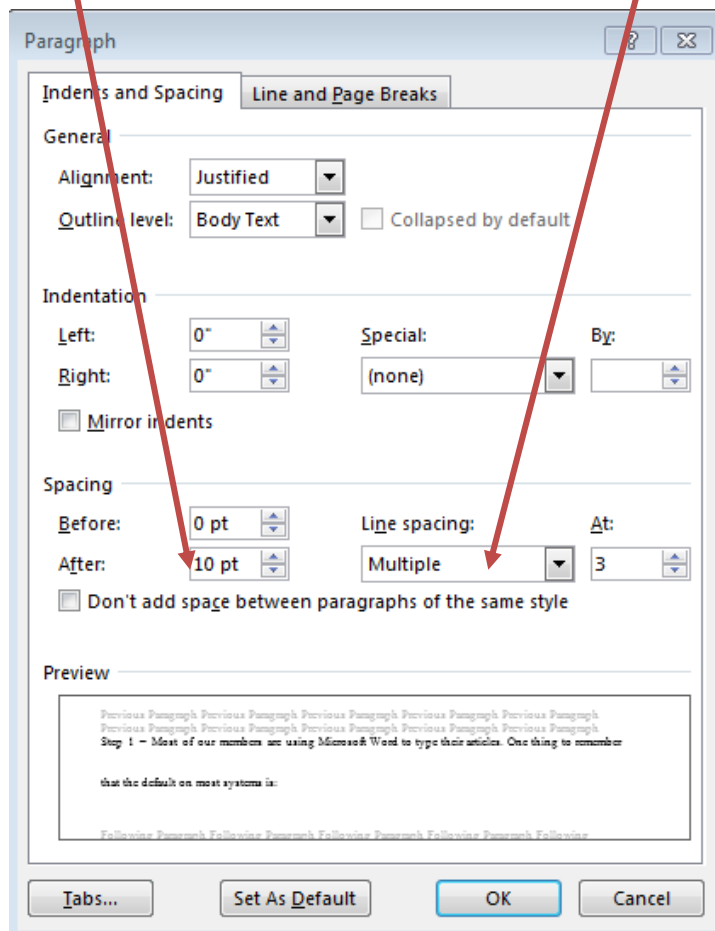 Paragraph
Indents and Spacing Line and Page Breaks
General
Alignment: Justified
Outline level: Body Text Collapsed by default
Indentation
Left: 0" Special: By:
Right: 0" (none)
Mirror indents
Spacing
Before: 0 pt Line spacing: At:
After: 10 pt Multiple 3
Don't add space between paragraphs of the same style
Preview
Previous Paragraph Previous Paragraph Previous Paragraph Previous Paragraph Previous Paragraph
Previous Paragraph Previous Paragraph Previous Paragraph Previous Paragraph Previous Paragraph
Step 1 – Most of our members are using Microsoft Word to type their articles. One thing to remember
that the default on most systems is:
Following Paragraph Following Paragraph Following Paragraph Following Paragraph Following
Tabs... Set As Default OK Cancel